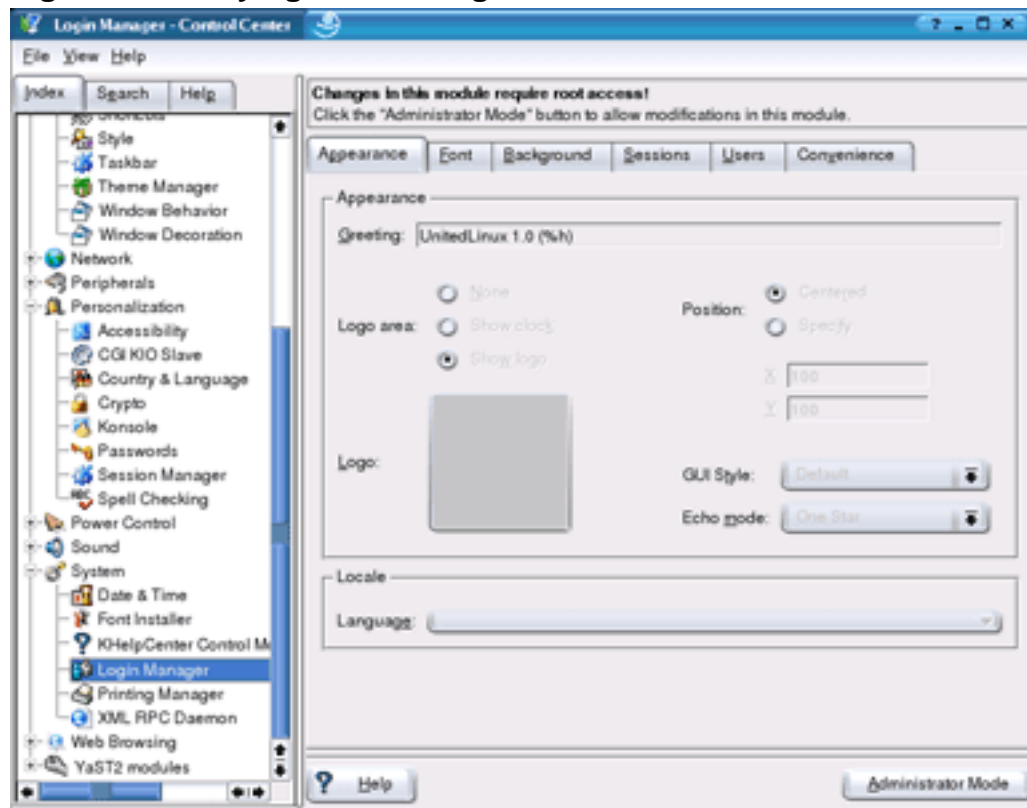 Login Manager - Control Center
File View Help
Index Search Help
Style
Taskbar
Theme Manager
Window Behavior
Window Decoration
Network
Peripherals
Personalization
Accessibility
CGI KIO Slave
Country & Language
Crypto
Konsole
Passwords
Session Manager
Spell Checking
Power Control
Sound
System
Date & Time
Font Installer
KHelpCenter Control
Login Manager
Printing Manager
XML RPC Daemon
Web Browsing
YaST2 modules
Changes in this module require root access!
Click the "Administrator Mode" button to allow modifications in this module.
Appearance Font Background Sessions Users Convenience
Appearance
Greeting: UnitedLinux 1.0 (%h)
Logo area:
None
Show clock
Show logo
Position:
Centered
Specify
X 100
Y 100
Logo:
GUI Style: Default
Echo mode: One Star
Locale
Language:
Help
Administrator Mode